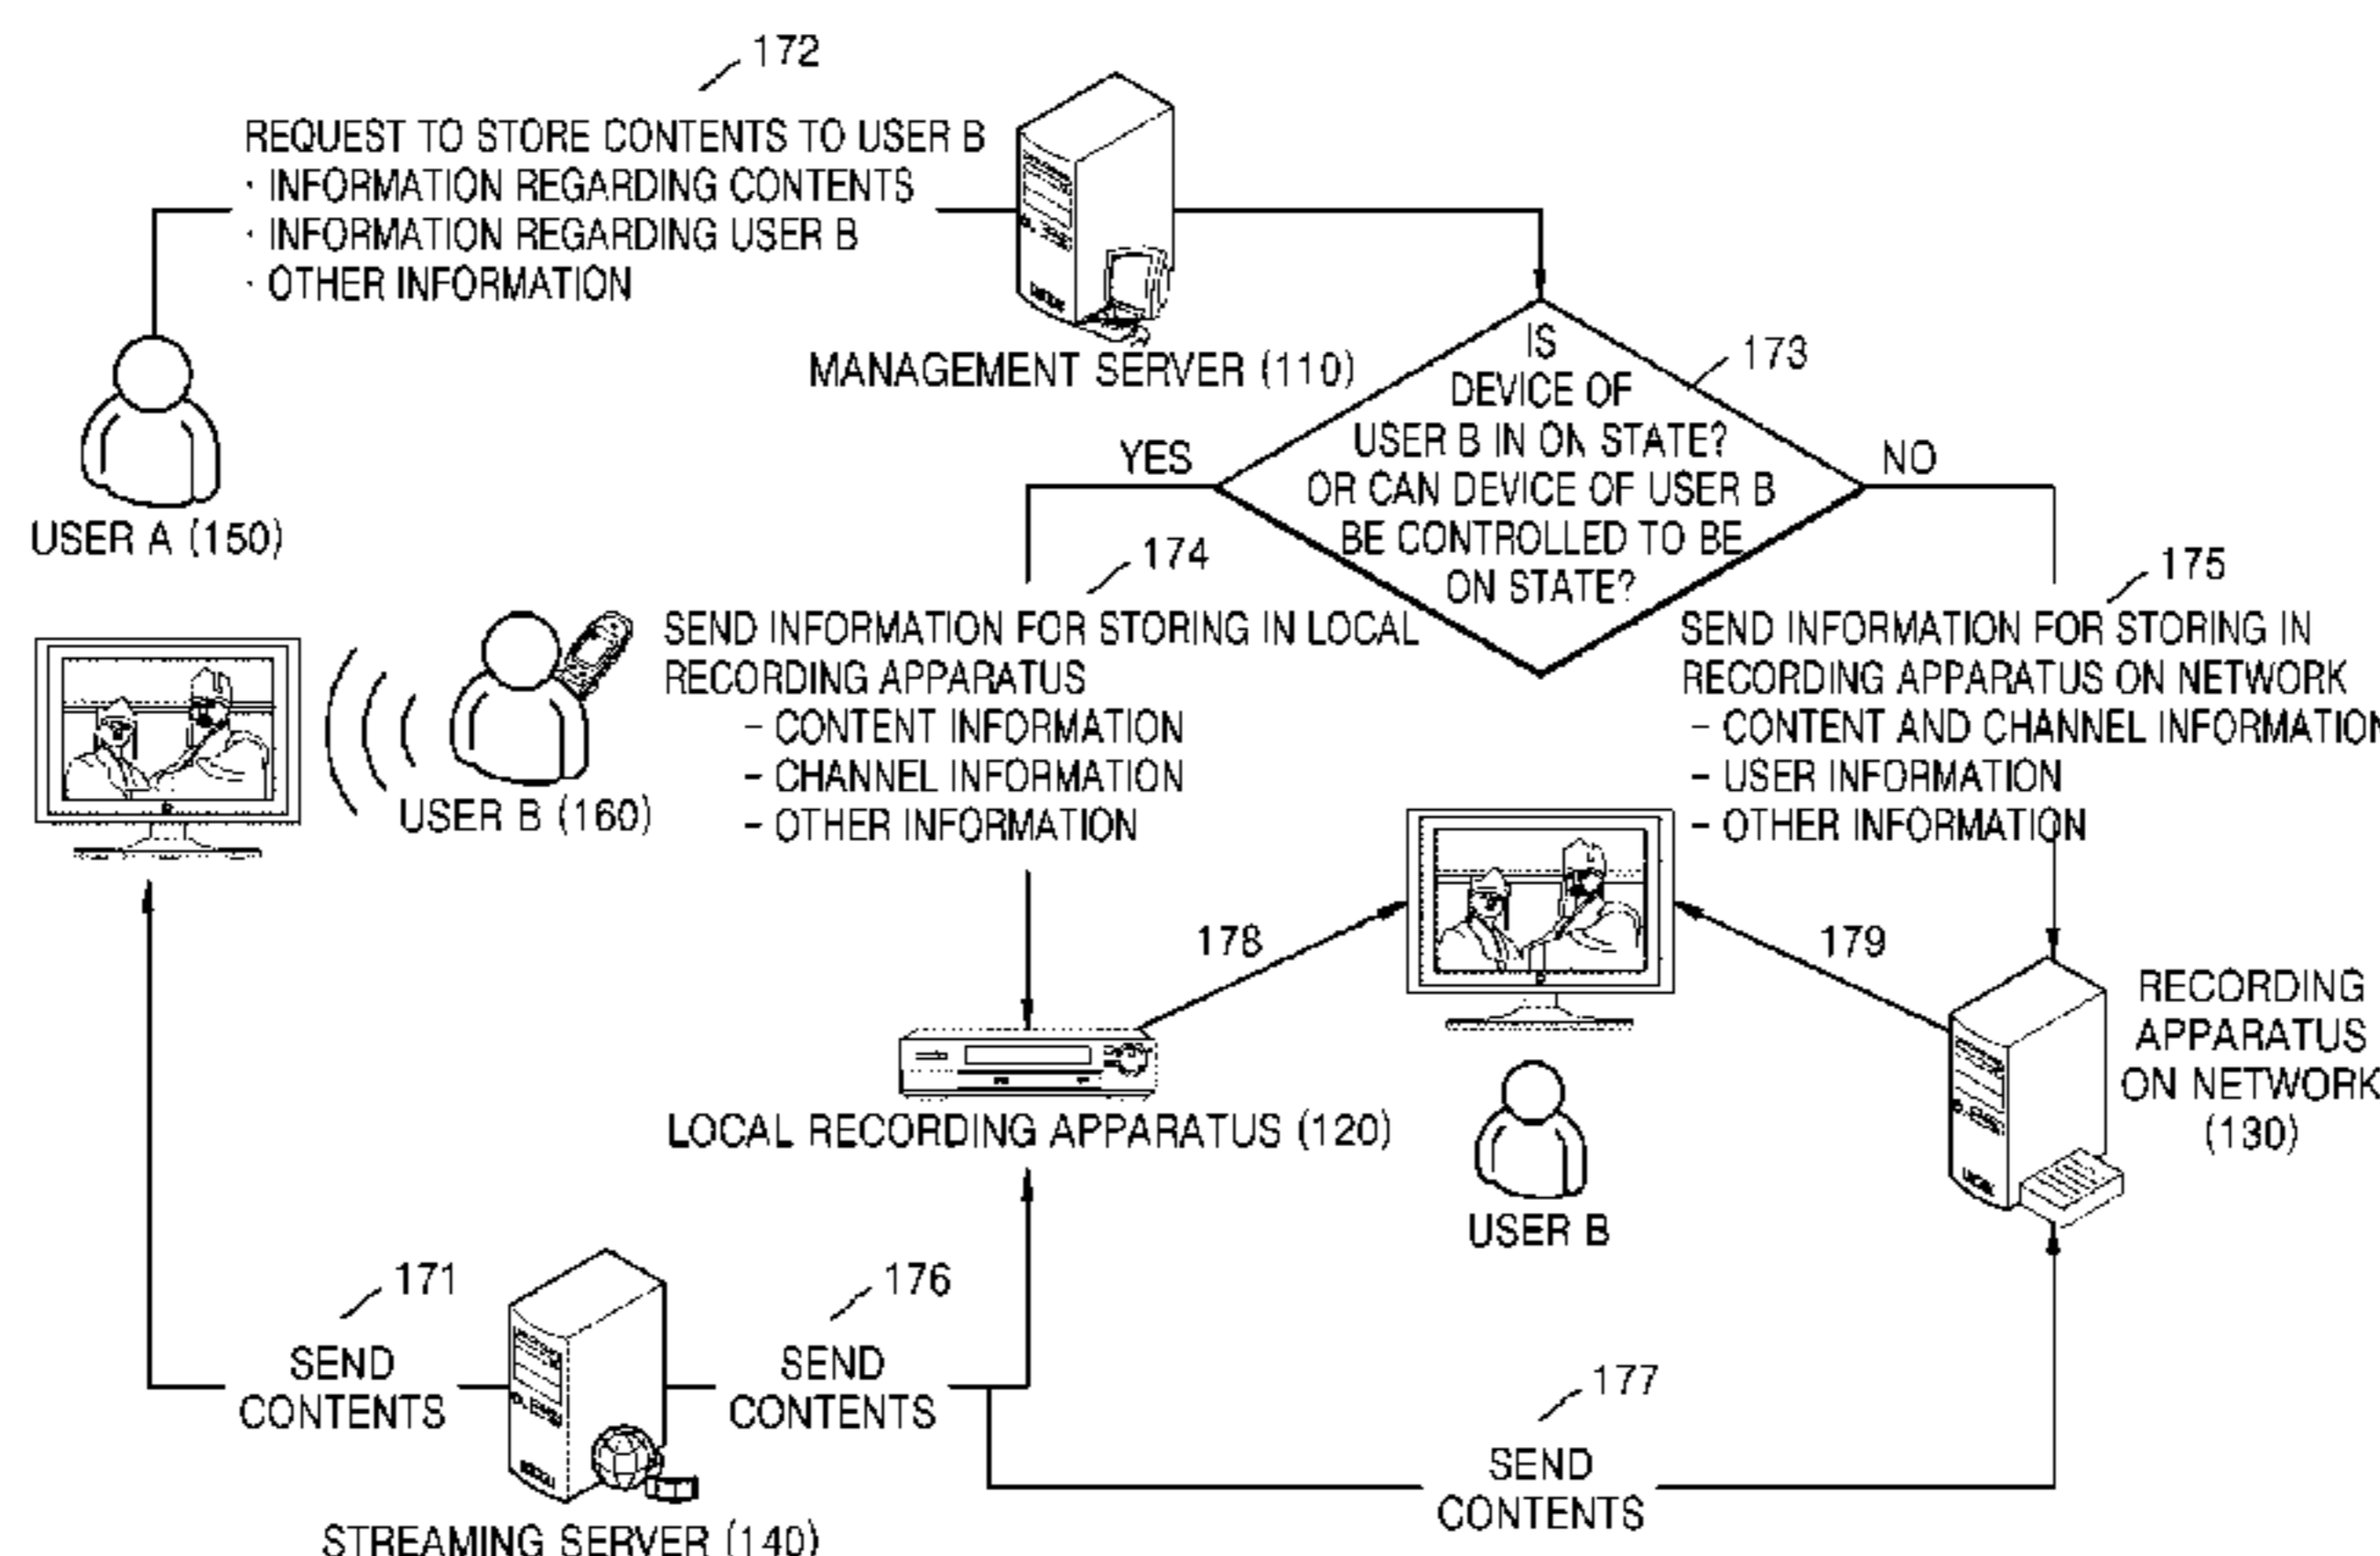 172
REQUEST TO STORE CONTENTS TO USER B
· INFORMATION REGARDING CONTENTS
· INFORMATION REGARDING USER B
· OTHER INFORMATION
MANAGEMENT SERVER (110)
USER A (150)
IS
DEVICE OF
USER B IN ON STATE?
OR CAN DEVICE OF USER B
BE CONTROLLED TO BE
ON STATE?
173
YES
NO
174
SEND INFORMATION FOR STORING IN LOCAL
RECORDING APPARATUS
- CONTENT INFORMATION
- CHANNEL INFORMATION
- OTHER INFORMATION
175
SEND INFORMATION FOR STORING IN
RECORDING APPARATUS ON NETWORK
- CONTENT AND CHANNEL INFORMATION
- USER INFORMATION
- OTHER INFORMATION
USER B (160)
178
179
LOCAL RECORDING APPARATUS (120)
USER B
RECORDING
APPARATUS
ON NETWORK
(130)
171
SEND
CONTENTS
176
SEND
CONTENTS
177
SEND
CONTENTS
STREAMING SERVER (140)